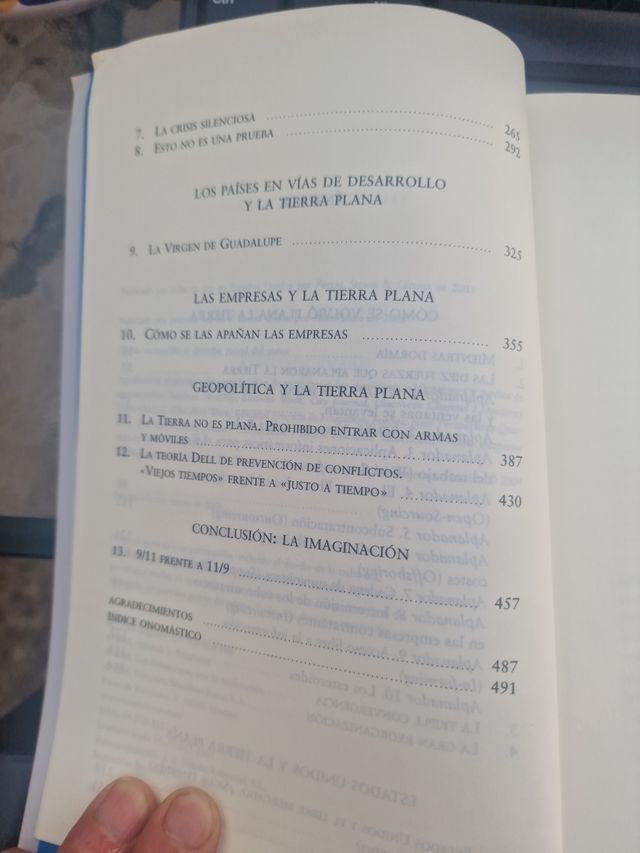 7. La crisis silenciosa ........ 265
8. Esto no es una prueba ........ 292
LOS PAÍSES EN VÍAS DE DESARROLLO
Y LA TIERRA PLANA
9. La Virgen de Guadalupe ........ 325
LAS EMPRESAS Y LA TIERRA PLANA
10. Cómo se las apañan las empresas ........ 355
GEOPOLÍTICA Y LA TIERRA PLANA
11. La Tierra no es plana. Prohibido entrar con armas
y móviles ........ 387
12. La teoría Dell de prevención de conflictos.
«Viejos tiempos» frente a «justo a tiempo» ........ 430
CONCLUSIÓN: LA IMAGINACIÓN
13. 9/11 frente a 11/9 ........ 457
Agradecimientos ........ 487
Índice onomástico ........ 491